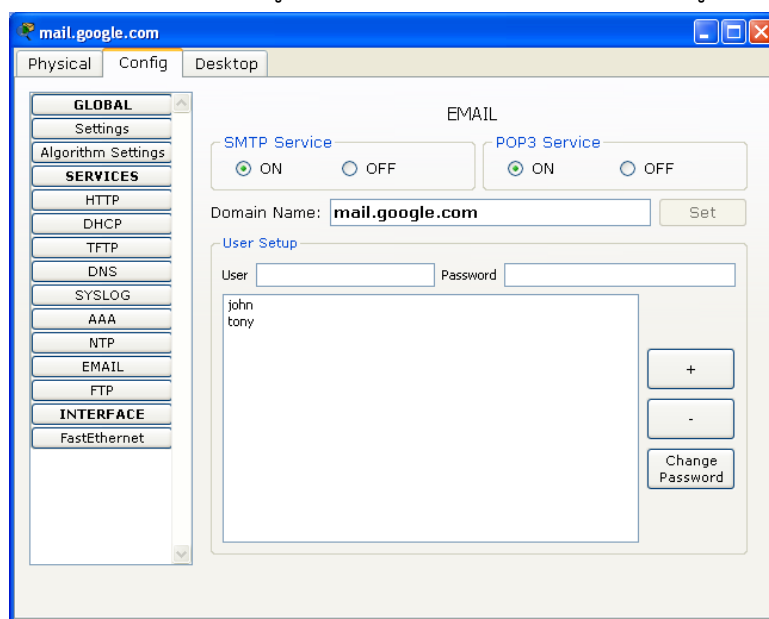 mail.google.com
Physical Config Desktop
GLOBAL
Settings
Algorithm Settings
SERVICES
HTTP
DHCP
TFTP
DNS
SYSLOG
AAA
NTP
EMAIL
FTP
INTERFACE
FastEthernet
EMAIL
SMTP Service
ON OFF
POP3 Service
ON OFF
Domain Name: mail.google.com Set
User Setup
User Password
john
tony
+
-
Change
Password